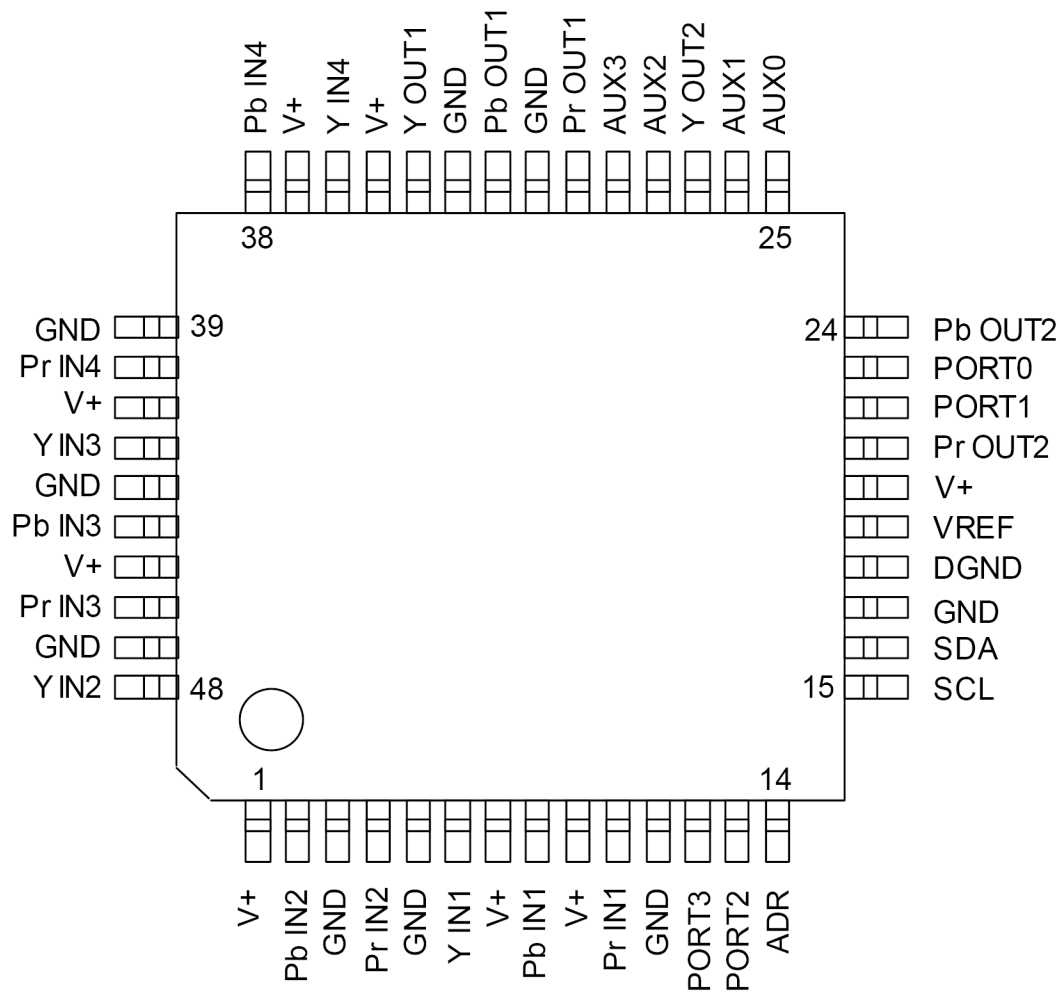 Pb IN4
V+
Y IN4
V+
Y OUT1
GND
Pb OUT1
GND
Pr OUT1
AUX3
AUX2
Y OUT2
AUX1
AUX0
38
25
GND
39
24
Pb OUT2
Pr IN4
PORT0
V+
PORT1
Y IN3
Pr OUT2
GND
V+
Pb IN3
VREF
V+
DGND
Pr IN3
GND
GND
SDA
Y IN2
48
15
SCL
1
14
V+
Pb IN2
GND
Pr IN2
GND
Y IN1
V+
Pb IN1
V+
Pr IN1
GND
PORT3
PORT2
ADR